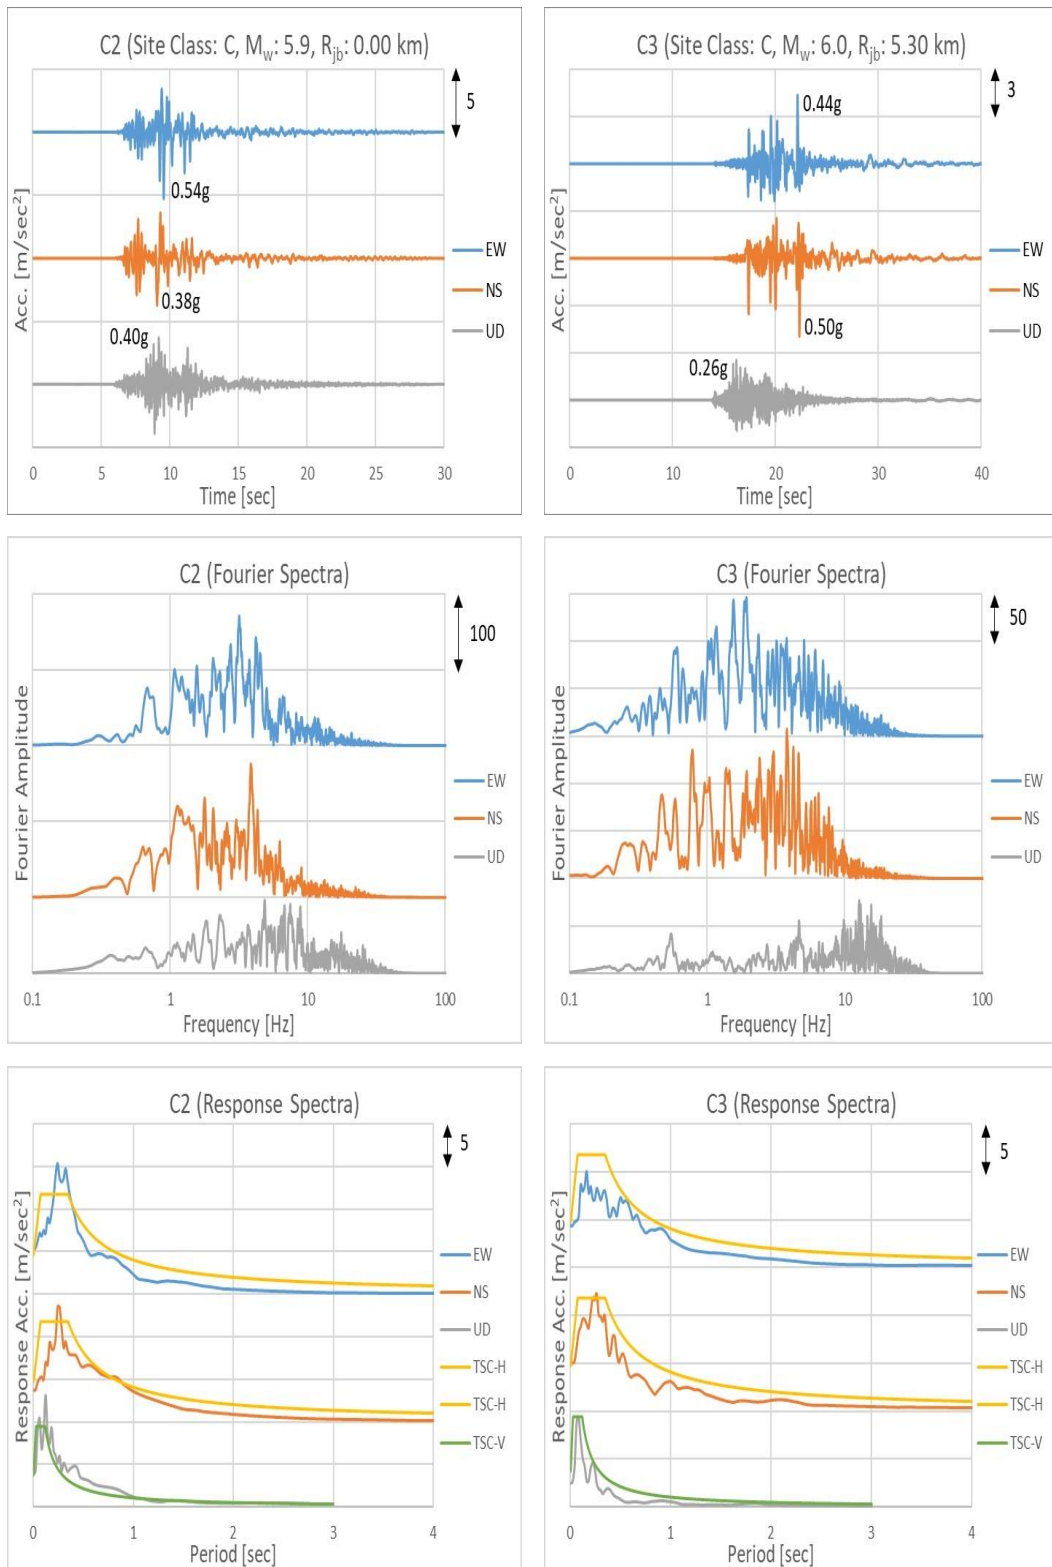 C2 (Site Class: C, Mw: 5.9, Rjb: 0.00 km)
5
0.54g
0.38g
0.40g
Acc. [m/sec²]
EW
NS
UD
0 5 10 15 20 25 30
Time [sec]
C3 (Site Class: C, Mw: 6.0, Rjb: 5.30 km)
3
0.44g
0.50g
0.26g
Acc. [m/sec²]
EW
NS
UD
0 10 20 30 40
Time [sec]
C2 (Fourier Spectra)
100
Fourier Amplitude
EW
NS
UD
0.1 1 10 100
Frequency [Hz]
C3 (Fourier Spectra)
50
Fourier Amplitude
EW
NS
UD
0.1 1 10 100
Frequency [Hz]
C2 (Response Spectra)
5
Response Acc. [m/sec²]
EW
NS
UD
TSC-H
TSC-H
TSC-V
0 1 2 3 4
Period [sec]
C3 (Response Spectra)
5
Response Acc. [m/sec²]
EW
NS
UD
TSC-H
TSC-H
TSC-V
0 1 2 3 4
Period [sec]